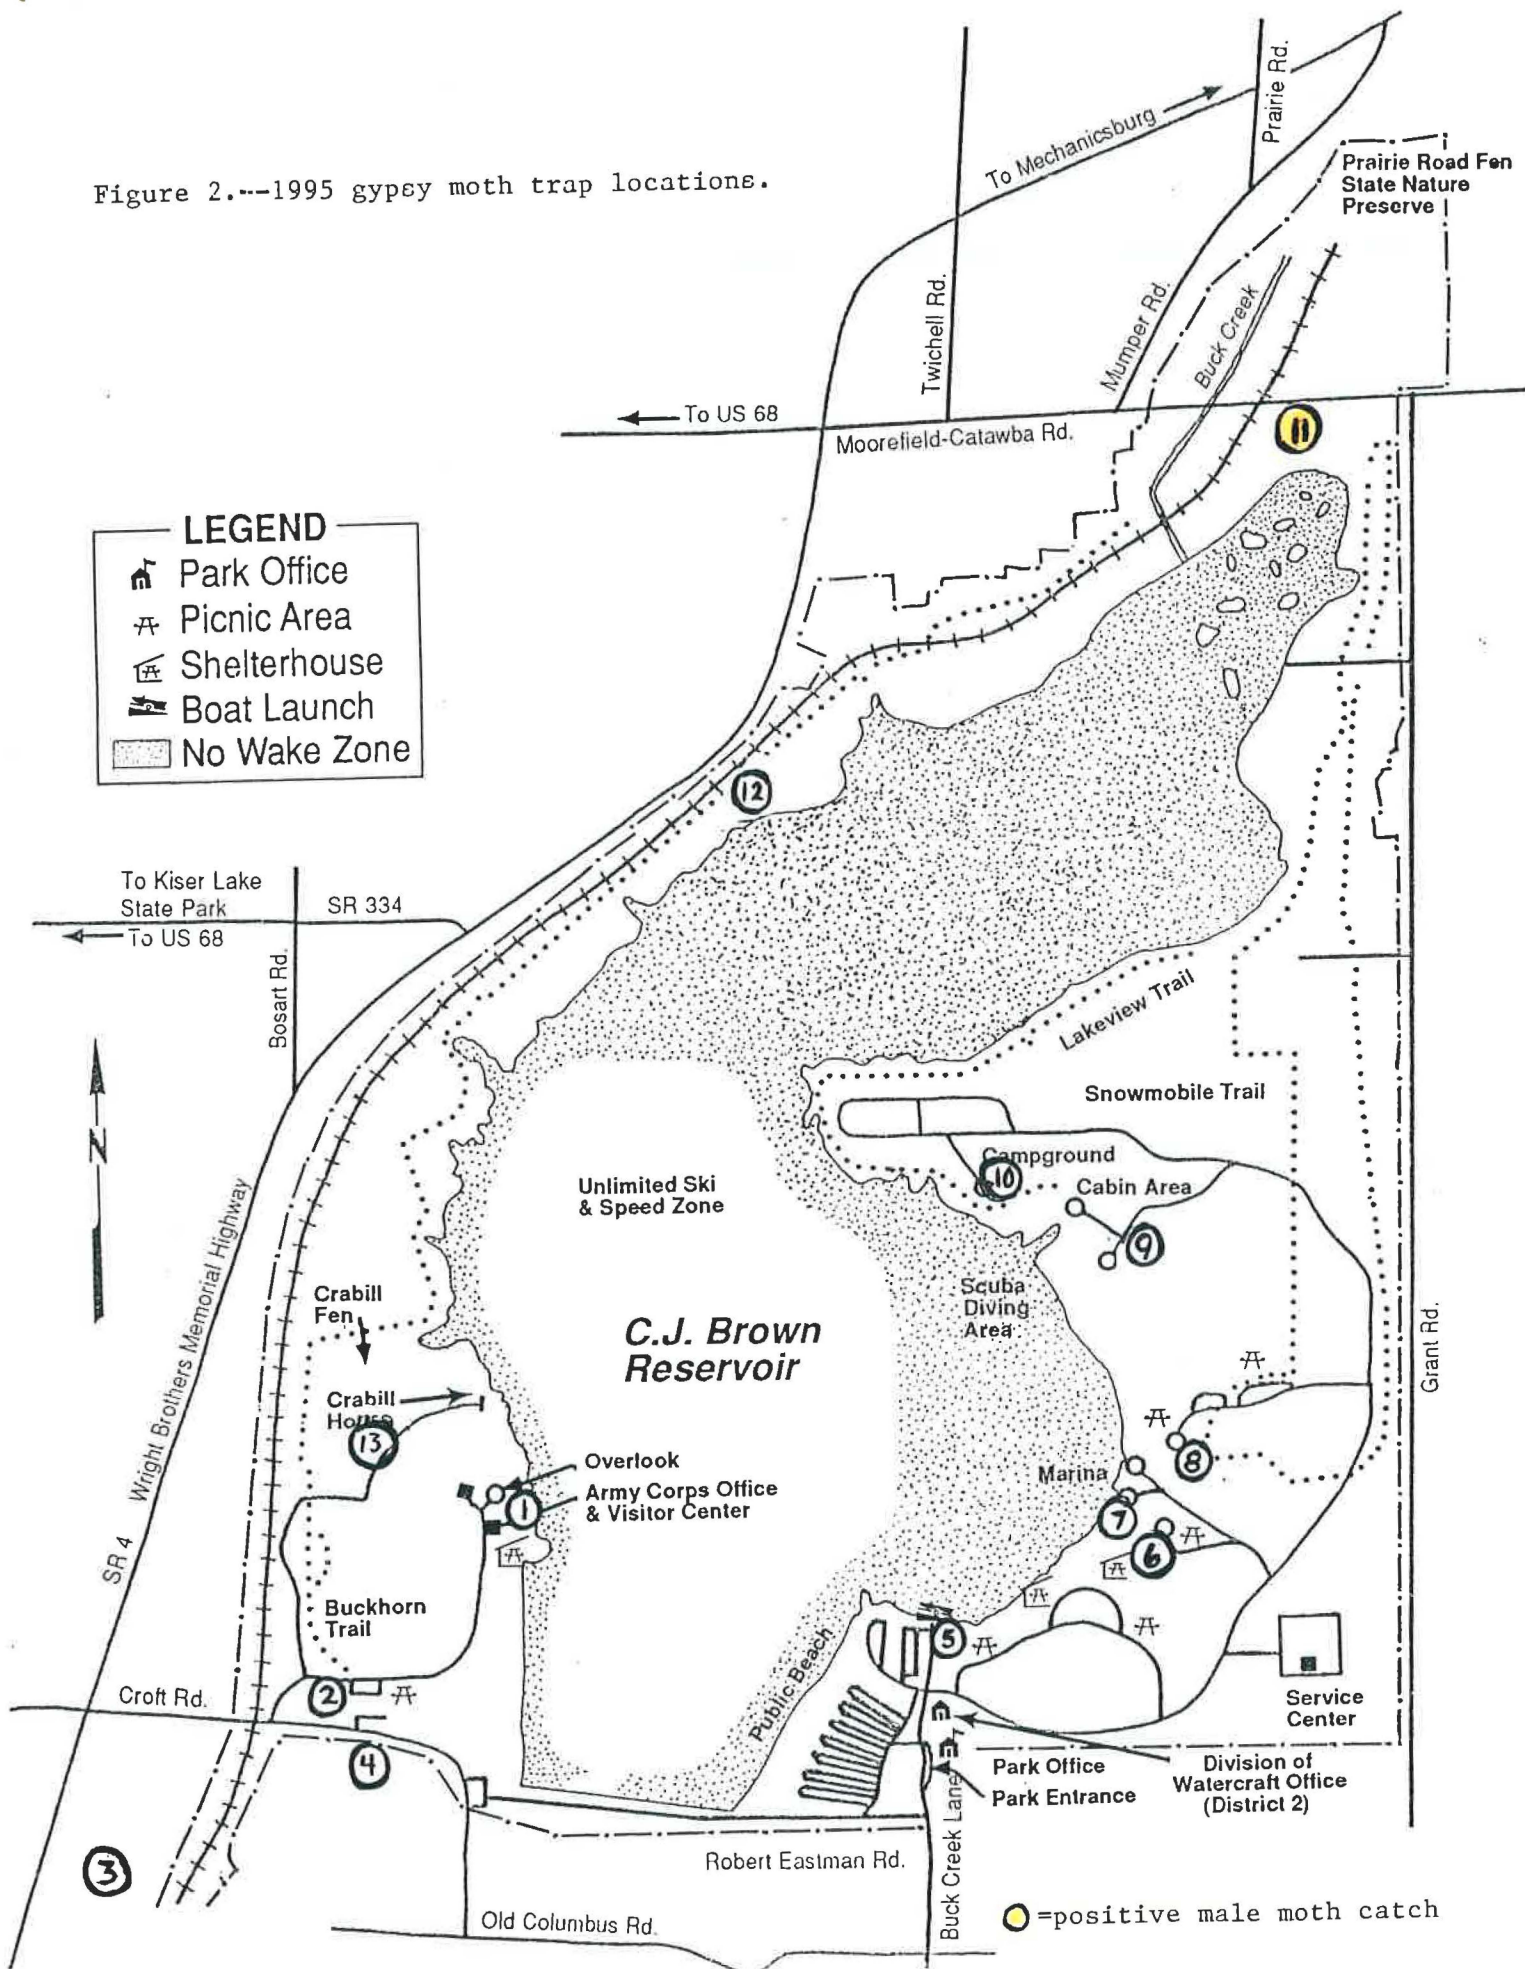 Figure 2.---1995 gypsy moth trap locations.
To Mechanicsburg
Prairie Rd.
Prairie Road Fen
State Nature
Preserve
Twichell Rd.
Mumper Rd.
Buck Creek
To US 68
Moorefield-Catawba Rd.
11
LEGEND
Park Office
Picnic Area
Shelterhouse
Boat Launch
No Wake Zone
12
To Kiser Lake
State Park
SR 334
To US 68
Bosart Rd.
Lakeview Trail
N
Snowmobile Trail
Campground
10
Cabin Area
9
Unlimited Ski
& Speed Zone
Wright Brothers Memorial Highway
SR 4
Crabill
Fen
Scuba
Diving
Area
C.J. Brown
Reservoir
Grant Rd.
Crabill
House
13
Overlook
Army Corps Office
& Visitor Center
1
Marina
8
7
6
Buckhorn
Trail
5
Public Beach
2
Croft Rd.
4
Service
Center
Park Office
Park Entrance
Division of
Watercraft Office
(District 2)
3
Robert Eastman Rd.
Buck Creek Lane
Old Columbus Rd.
=positive male moth catch